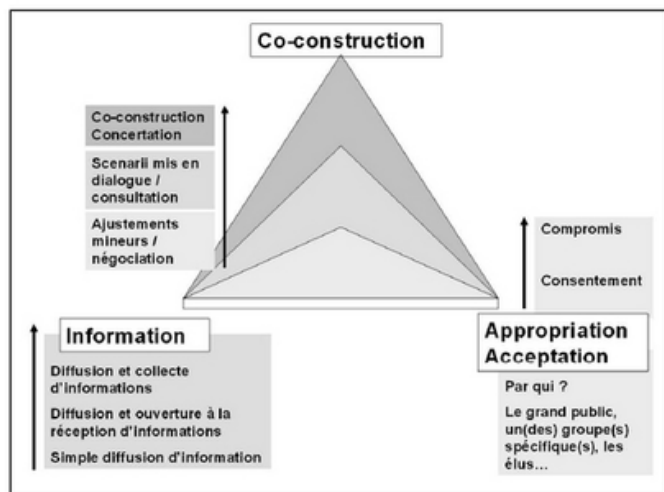 Co-construction
Co-construction
Concertation
Scenarii mis en
dialogue /
consultation
Ajustements
mineurs /
négociation
Compromis
Consentement
Information
Diffusion et collecte
d'informations
Diffusion et ouverture à la
réception d'informations
Simple diffusion d'information
Appropriation
Acceptation
Par qui ?
Le grand public,
un(des) groupe(s)
spécifique(s), les
élus...